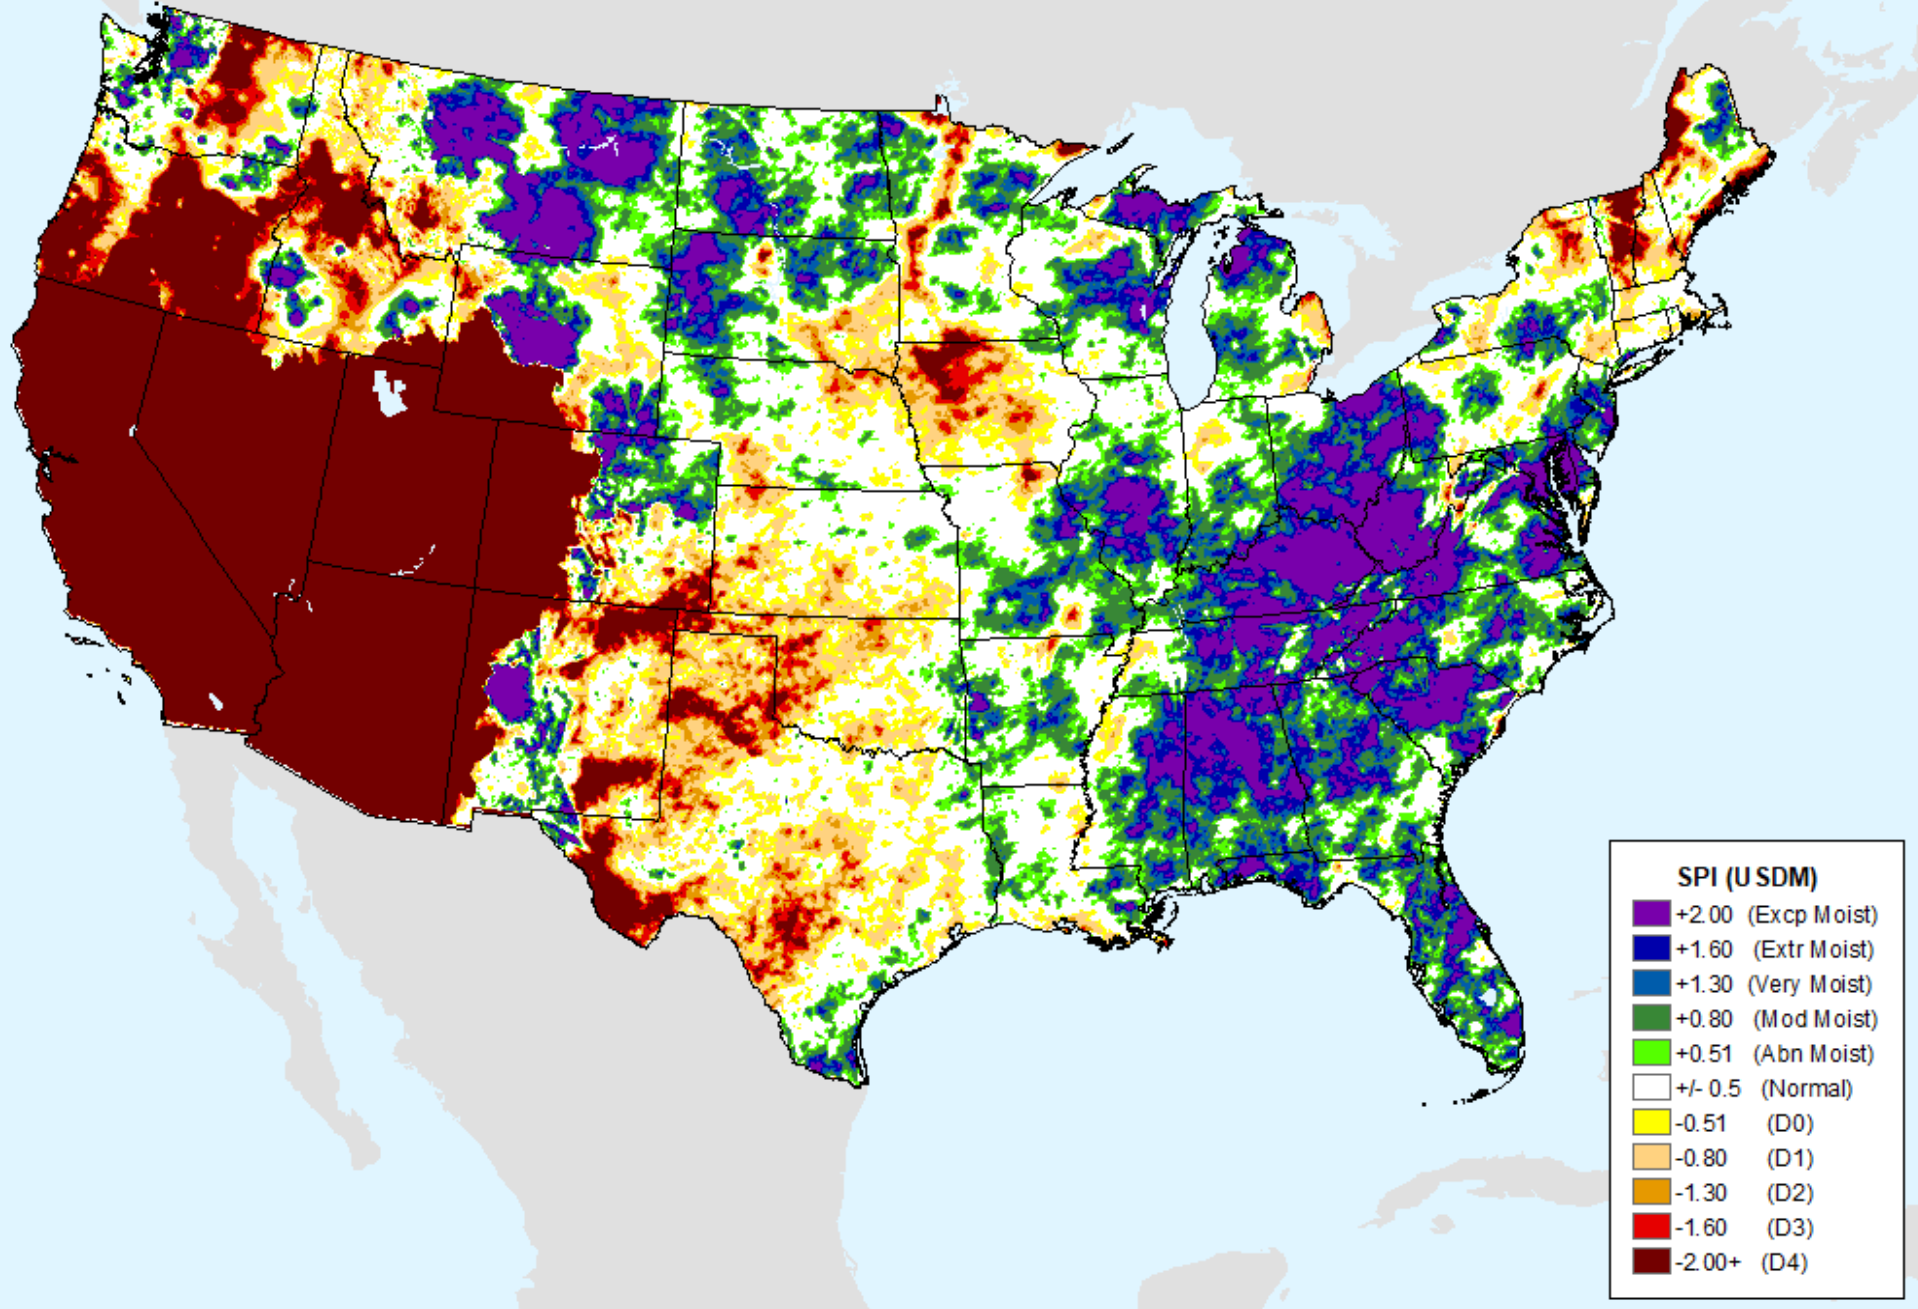 SPI (USDM)
+2.00 (Excp Moist)
+1.60 (Extr Moist)
+1.30 (Very Moist)
+0.80 (Mod Moist)
+0.51 (Abn Moist)
+/- 0.5 (Normal)
-0.51 (D0)
-0.80 (D1)
-1.30 (D2)
-1.60 (D3)
-2.00+ (D4)